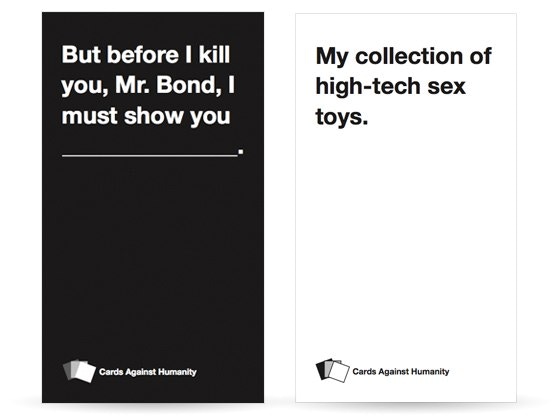 But before I kill
you, Mr. Bond, I
must show you
____________________.
Cards Against Humanity
My collection of
high-tech sex
toys.
Cards Against Humanity